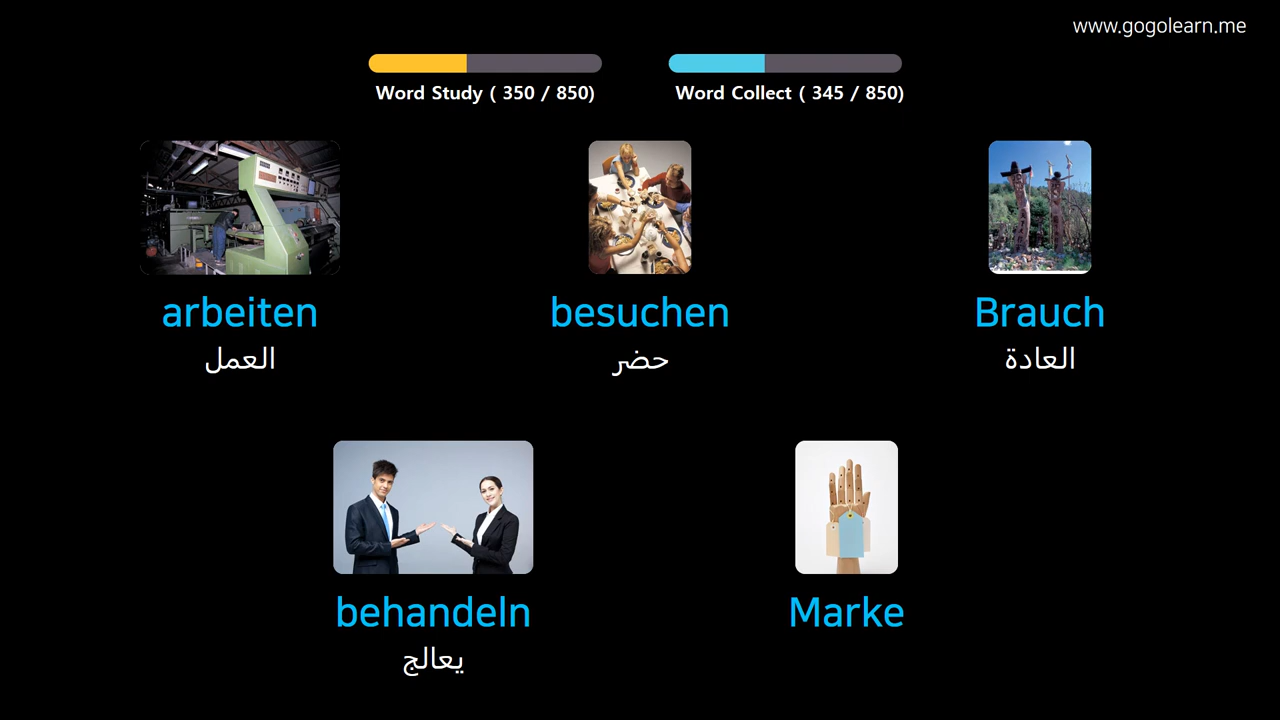 www.gogolearn.me
Word Study ( 350 / 850)
Word Collect ( 345 / 850)
arbeiten
العمل
besuchen
حضر
Brauch
العادة
behandeln
يعالج
Marke